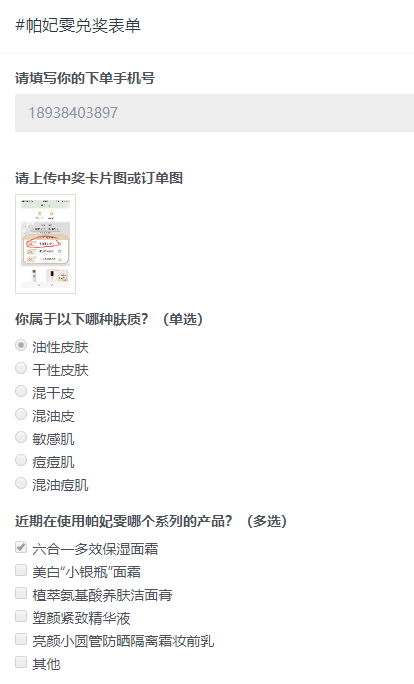 #帕妃雯兑奖表单
请填写你的下单手机号
18938403897
请上传中奖卡片图或订单图
你属于以下哪种肤质？（单选）
油性皮肤
干性皮肤
混干皮
混油皮
敏感肌
痘痘肌
混油痘肌
近期在使用帕妃雯哪个系列的产品？（多选）
六合一多效保湿面霜
美白“小银瓶”面霜
植萃氨基酸养肤洁面膏
塑颜紧致精华液
亮颜小圆管防晒隔离霜妆前乳
其他